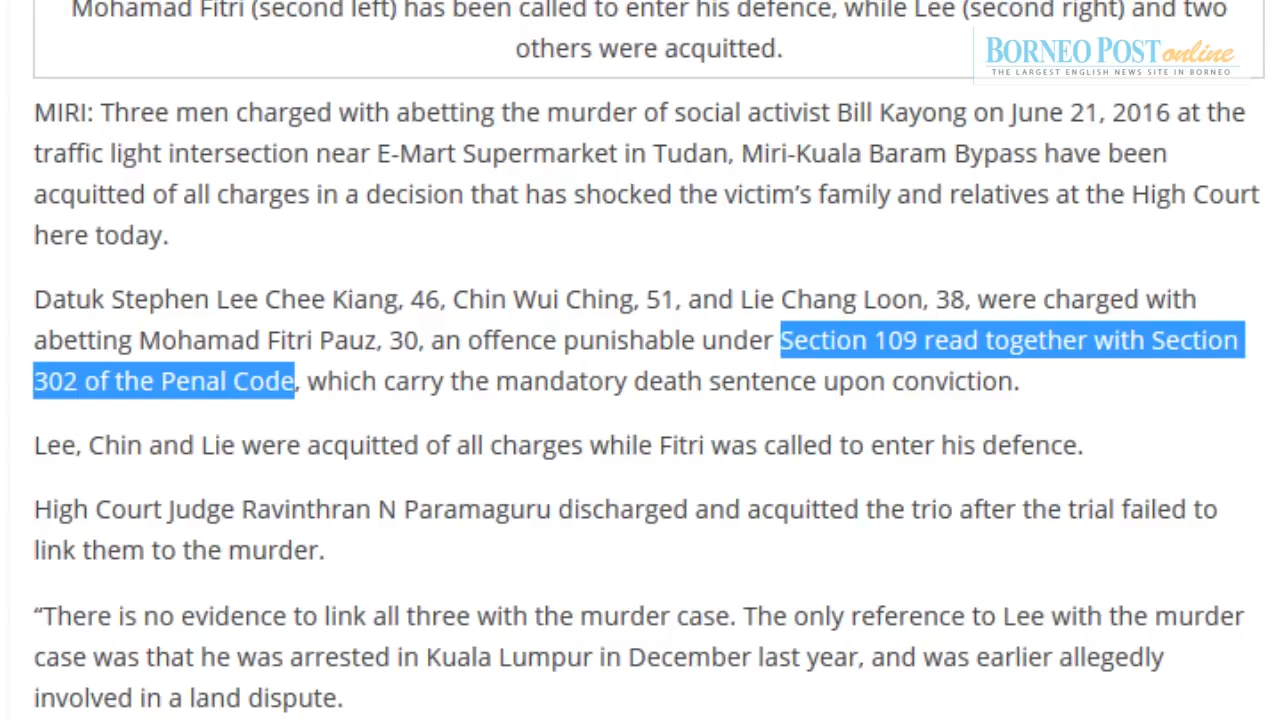 Mohamad Fitri (second left) has been called to enter his defence, while Lee (second right) and two
others were acquitted.
BORNEO POST online
THE LARGEST ENGLISH NEWS SITE IN BORNEO
MIRI: Three men charged with abetting the murder of social activist Bill Kayong on June 21, 2016 at the
traffic light intersection near E-Mart Supermarket in Tudan, Miri-Kuala Baram Bypass have been
acquitted of all charges in a decision that has shocked the victim’s family and relatives at the High Court
here today.
Datuk Stephen Lee Chee Kiang, 46, Chin Wui Ching, 51, and Lie Chang Loon, 38, were charged with
abetting Mohamad Fitri Pauz, 30, an offence punishable under Section 109 read together with Section
302 of the Penal Code, which carry the mandatory death sentence upon conviction.
Lee, Chin and Lie were acquitted of all charges while Fitri was called to enter his defence.
High Court Judge Ravinthran N Paramaguru discharged and acquitted the trio after the trial failed to
link them to the murder.
“There is no evidence to link all three with the murder case. The only reference to Lee with the murder
case was that he was arrested in Kuala Lumpur in December last year, and was earlier allegedly
involved in a land dispute.